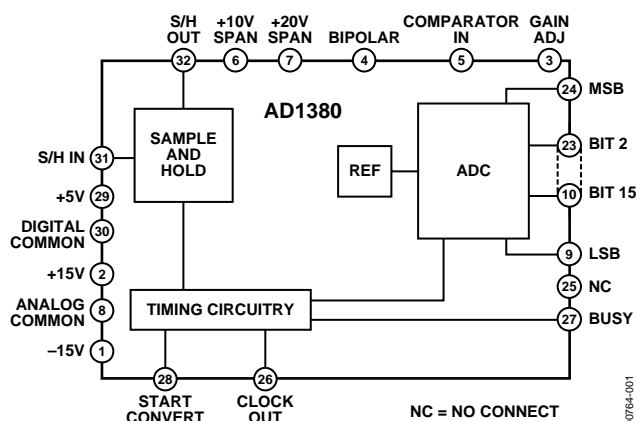 S/H OUT
+10V SPAN
+20V SPAN
BIPOLAR
COMPARATOR IN
GAIN ADJ
32
6
7
4
5
3
AD1380
24 MSB
SAMPLE AND HOLD
REF
ADC
23 BIT 2
S/H IN 31
+5V 29
10 BIT 15
DIGITAL COMMON 30
9 LSB
+15V 2
25 NC
ANALOG COMMON 8
TIMING CIRCUITRY
27 BUSY
–15V 1
28
26
START CONVERT
CLOCK OUT
NC = NO CONNECT